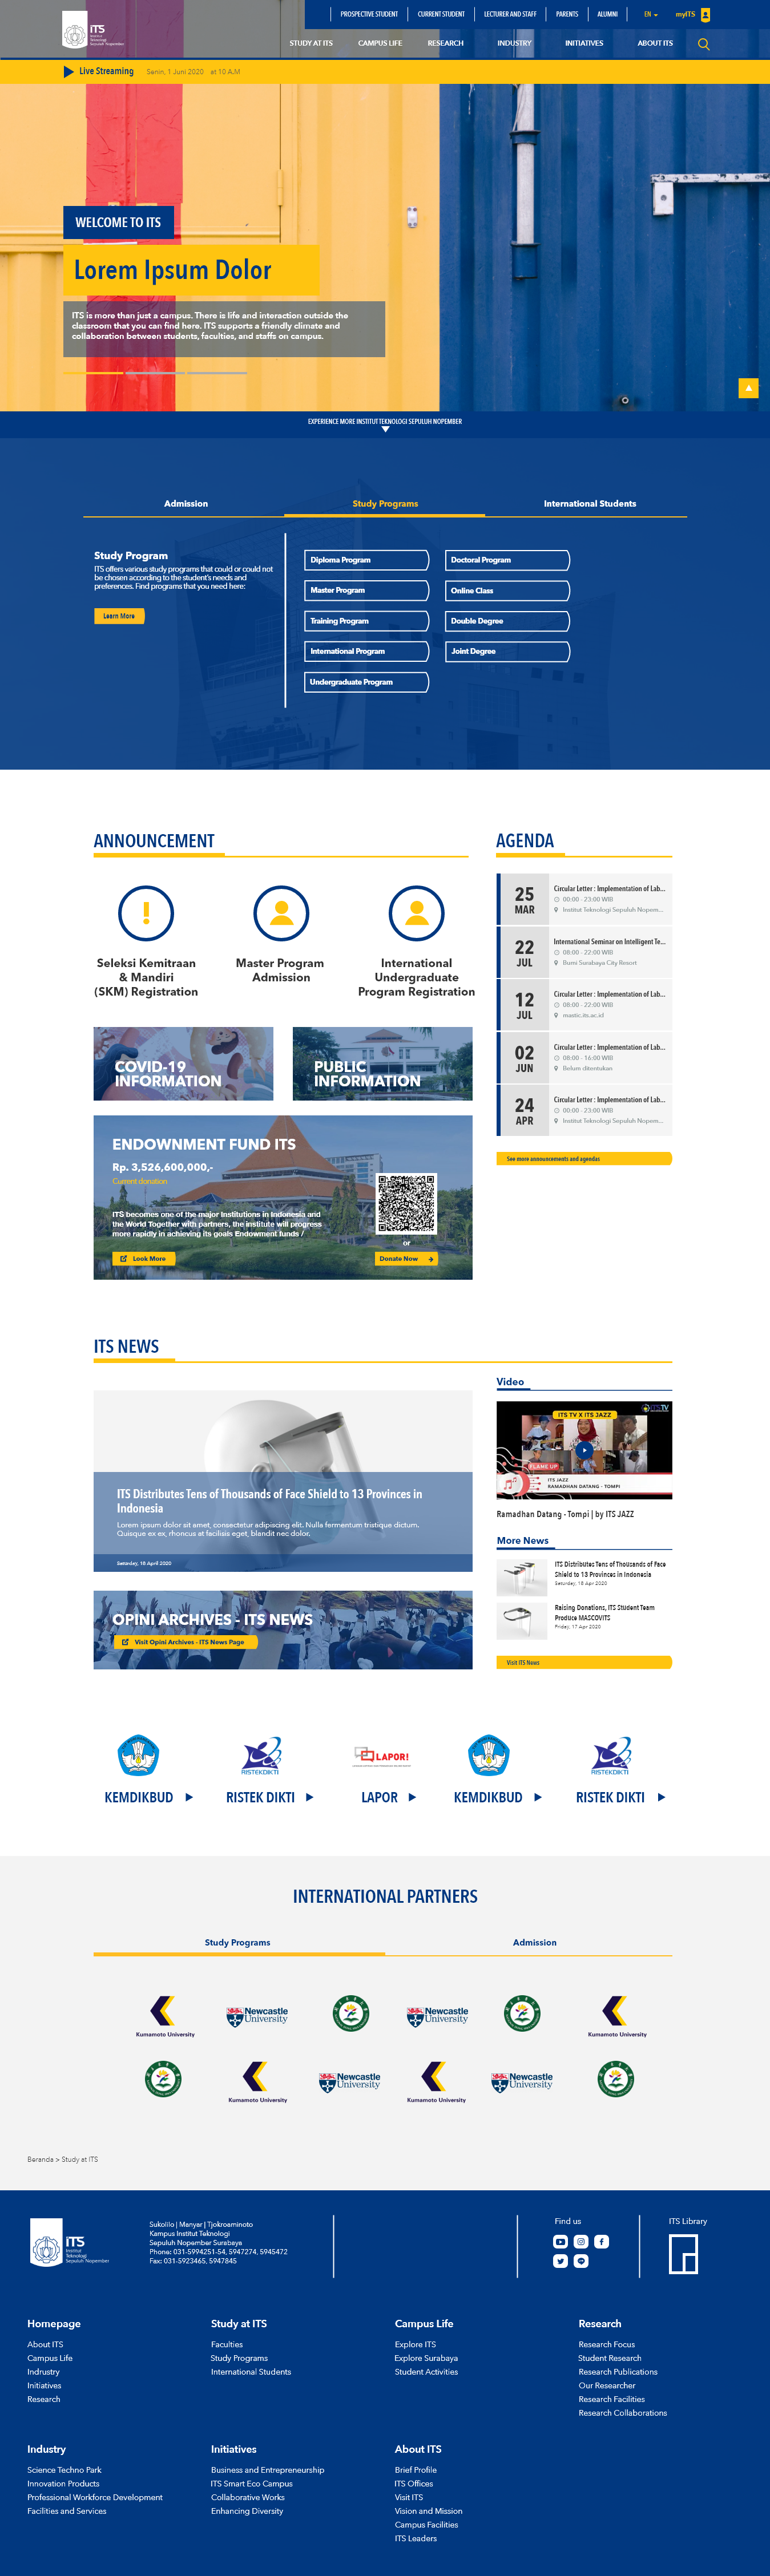 PROSPECTIVE STUDENT
CURRENT STUDENT
LECTURER AND STAFF
PARENTS
ALUMNI
EN
myITS
ITS
Institut
Teknologi
Sepuluh Nopember
STUDY AT ITS
CAMPUS LIFE
RESEARCH
INDUSTRY
INITIATIVES
ABOUT ITS
Live Streaming
Senin, 1 Juni 2020 at 10 A.M
WELCOME TO ITS
Lorem Ipsum Dolor
ITS is more than just a campus. There is life and interaction outside the
classroom that you can find here. ITS supports a friendly climate and
collaboration between students, faculties, and staffs on campus.
EXPERIENCE MORE INSTITUT TEKNOLOGI SEPULUH NOPEMBER
Admission
Study Programs
International Students
Study Program
ITS offers various study programs that could or could not
be chosen according to the student's needs and
preferences. Find programs that you need here:
Learn More
Diploma Program
Doctoral Program
Master Program
Online Class
Training Program
Double Degree
International Program
Joint Degree
Undergraduate Program
ANNOUNCEMENT
Seleksi Kemitraan
& Mandiri
(SKM) Registration
Master Program
Admission
International
Undergraduate
Program Registration
COVID-19
INFORMATION
PUBLIC
INFORMATION
ENDOWNMENT FUND ITS
Rp. 3,526,600,000,-
Current donation
ITS becomes one of the major Institutions in Indonesia and
the World Together with partners, the institute will progress
more rapidly in achieving its goals Endowment funds /
Look More
or
Donate Now
AGENDA
25
MAR
Circular Letter : Implementation of Lab...
00:00 - 23:00 WIB
Institut Teknologi Sepuluh Nopem...
22
JUL
International Seminar on Intelligent Te...
08:00 - 22:00 WIB
Bumi Surabaya City Resort
12
JUL
Circular Letter : Implementation of Lab...
08:00 - 22:00 WIB
mastic.its.ac.id
02
JUN
Circular Letter : Implementation of Lab...
08:00 - 16:00 WIB
Belum ditentukan
24
APR
Circular Letter : Implementation of Lab...
00:00 - 23:00 WIB
Institut Teknologi Sepuluh Nopem...
See more announcements and agendas
ITS NEWS
ITS Distributes Tens of Thousands of Face Shield to 13 Provinces in
Indonesia
Lorem ipsum dolor sit amet, consectetur adipiscing elit. Nulla fermentum tristique dictum.
Quisque ex ex, rhoncus at facilisis eget, blandit nec dolor.
Saturday, 18 April 2020
OPINI ARCHIVES - ITS NEWS
Visit Opini Archives - ITS News Page
Video
ITS TV X ITS JAZZ
ITS TV
FLAME UP
ITS JAZZ
RAMADHAN DATANG - TOMPI
Ramadhan Datang - Tompi | by ITS JAZZ
More News
ITS Distributes Tens of Thousands of Face
Shield to 13 Provinces in Indonesia
Saturday, 18 Apr 2020
Raising Donations, ITS Student Team
Produce MASCOVITS
Friday, 17 Apr 2020
Visit ITS News
RISTEKDIKTI
LAPOR!
RISTEKDIKTI
KEMDIKBUD
RISTEK DIKTI
LAPOR
KEMDIKBUD
RISTEK DIKTI
INTERNATIONAL PARTNERS
Study Programs
Admission
Kumamoto University
Newcastle
University
Newcastle
University
Kumamoto University
Kumamoto University
Newcastle
University
Kumamoto University
Newcastle
University
Beranda > Study at ITS
ITS
Institut
Teknologi
Sepuluh Nopember
Sukolilo | Manyar | Tjokroaminoto
Kampus Institut Teknologi
Sepuluh Nopember Surabaya
Phone: 031-5994251-54, 5947274, 5945472
Fax: 031-5923465, 5947845
Find us
ITS Library
Homepage
About ITS
Campus Life
Indrustry
Initiatives
Research
Study at ITS
Faculties
Study Programs
International Students
Campus Life
Explore ITS
Explore Surabaya
Student Activities
Research
Research Focus
Student Research
Research Publications
Our Researcher
Research Facilities
Research Collaborations
Industry
Science Techno Park
Innovation Products
Professional Workforce Development
Facilities and Services
Initiatives
Business and Entrepreneurship
ITS Smart Eco Campus
Collaborative Works
Enhancing Diversity
About ITS
Brief Profile
ITS Offices
Visit ITS
Vision and Mission
Campus Facilities
ITS Leaders